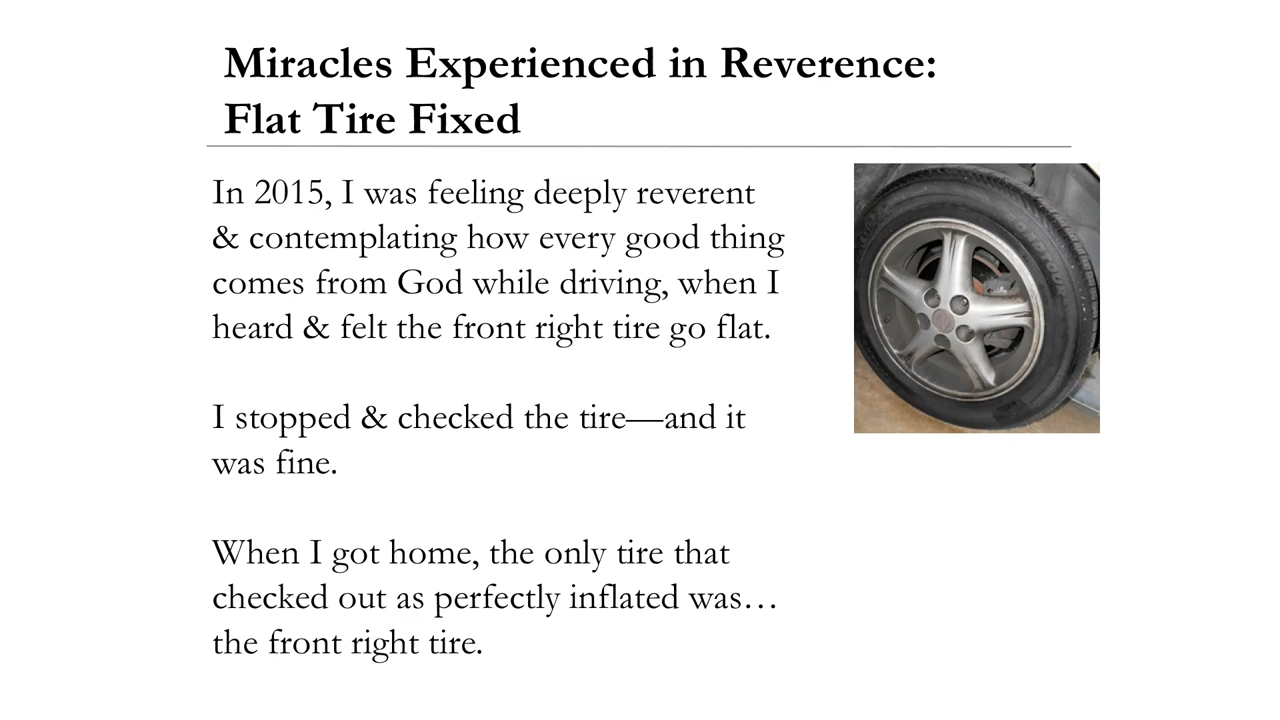 Miracles Experienced in Reverence:
Flat Tire Fixed
In 2015, I was feeling deeply reverent
& contemplating how every good thing
comes from God while driving, when I
heard & felt the front right tire go flat.
I stopped & checked the tire—and it
was fine.
When I got home, the only tire that
checked out as perfectly inflated was…
the front right tire.